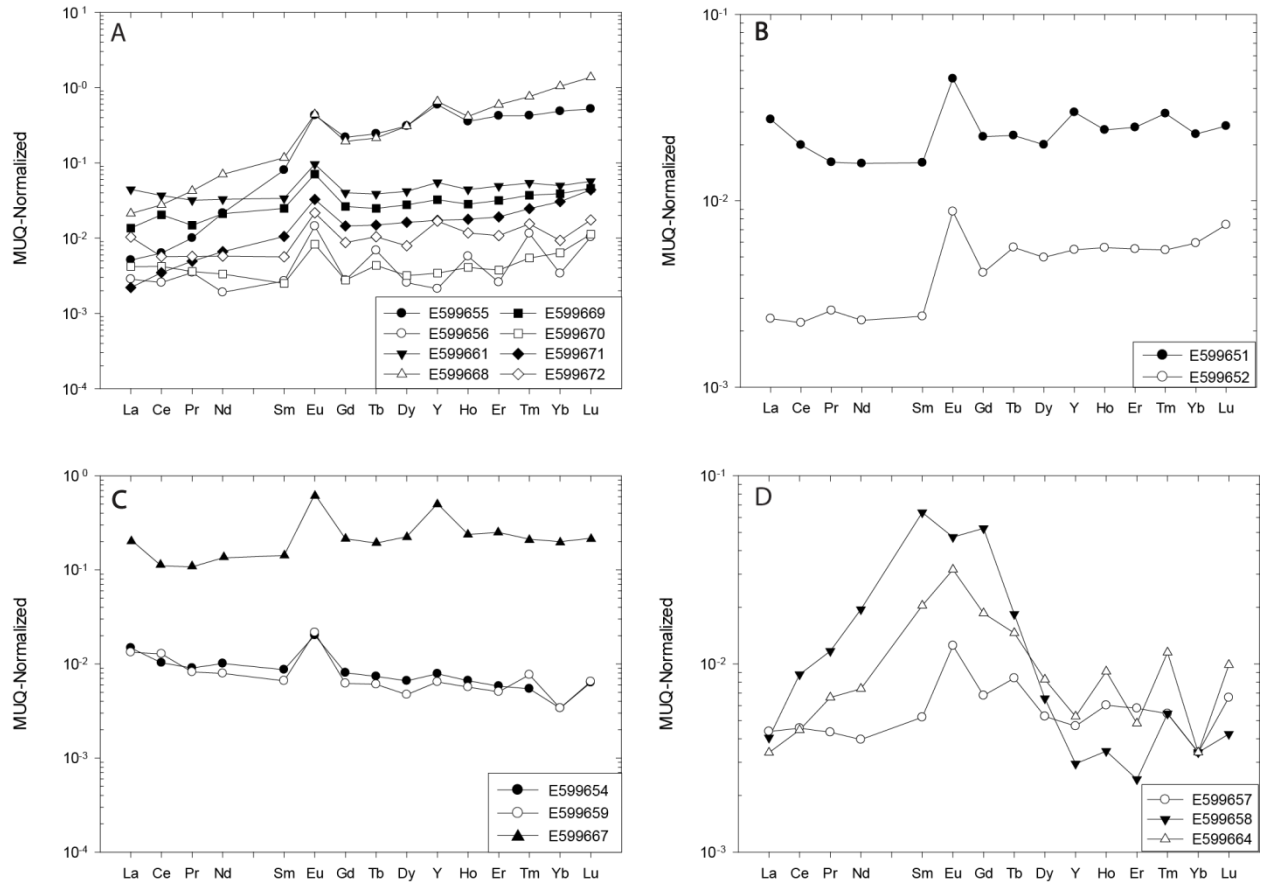 A
MUQ-Normalized
10^1
10^-0
10^-1
10^-2
10^-3
10^-4
E599655 E599669
E599656 E599670
E599661 E599671
E599668 E599672
La Ce Pr Nd Sm Eu Gd Tb Dy Y Ho Er Tm Yb Lu
B
MUQ-Normalized
10^-1
10^-2
10^-3
E599651
E599652
La Ce Pr Nd Sm Eu Gd Tb Dy Y Ho Er Tm Yb Lu
C
MUQ-Normalized
10^0
10^-1
10^-2
10^-3
10^-4
E599654
E599659
E599667
La Ce Pr Nd Sm Eu Gd Tb Dy Y Ho Er Tm Yb Lu
D
MUQ-Normalized
10^-1
10^-2
10^-3
E599657
E599658
E599664
La Ce Pr Nd Sm Eu Gd Tb Dy Y Ho Er Tm Yb Lu